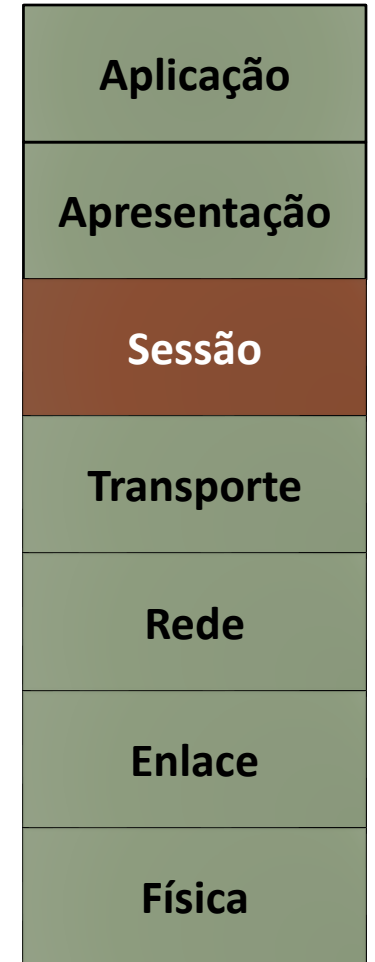 Aplicação
Apresentação
Sessão
Transporte
Rede
Enlace
Física